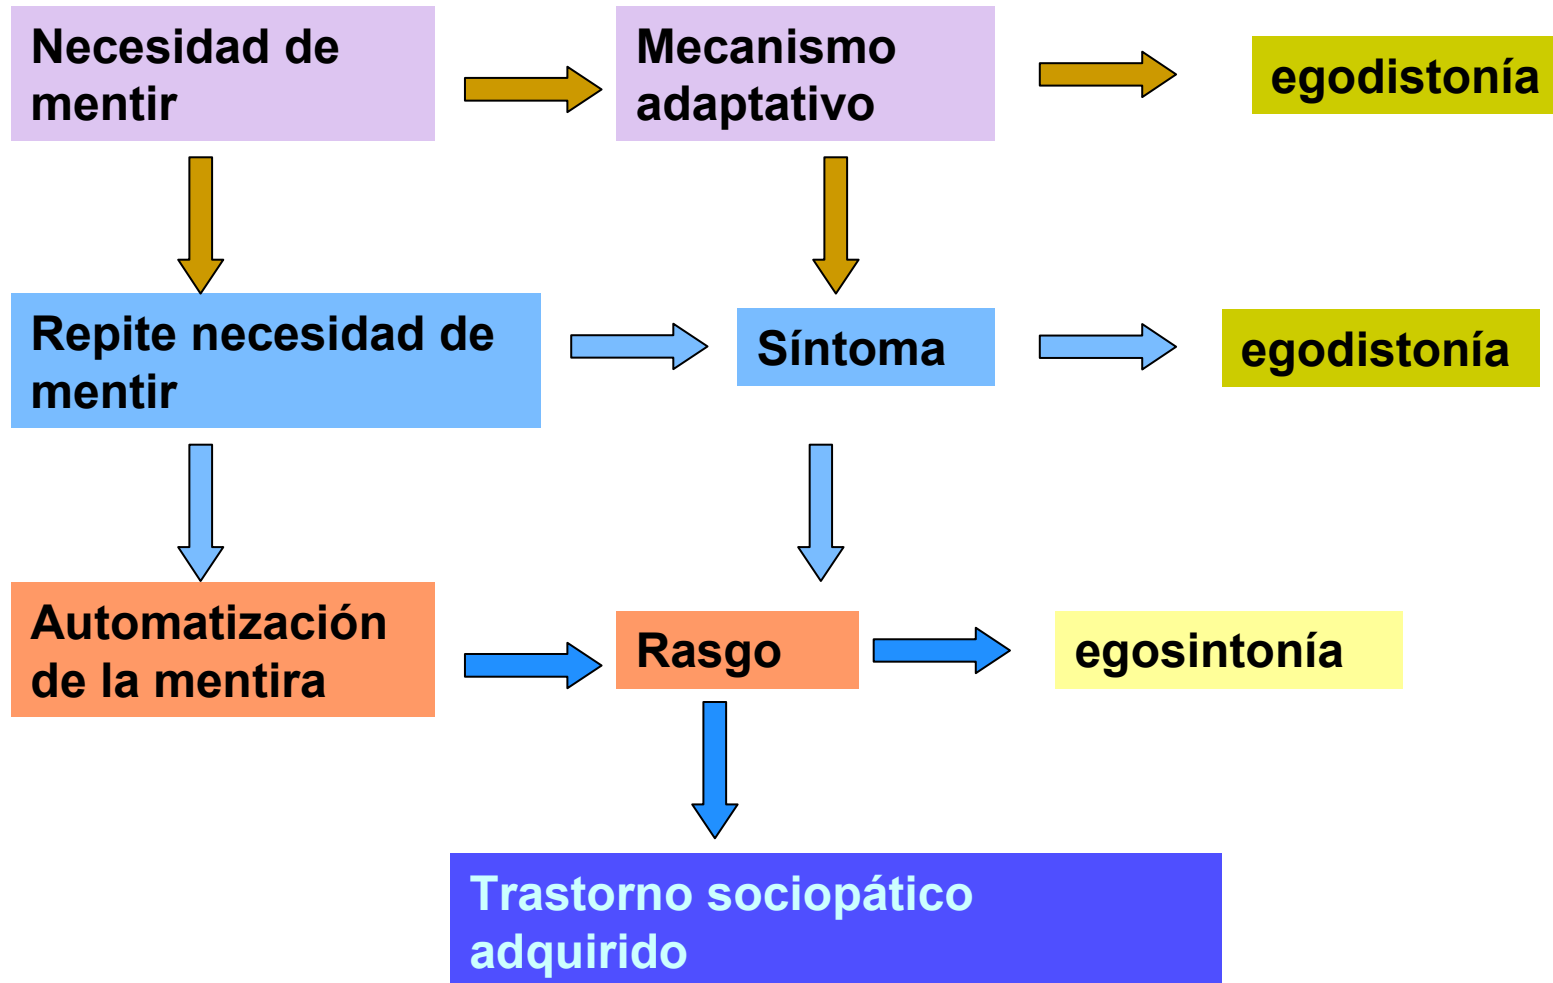 Necesidad de
mentir
Mecanismo
adaptativo
egodistonía
Repite necesidad de
mentir
Síntoma
egodistonía
Automatización
de la mentira
Rasgo
egosintonía
Trastorno sociopático
adquirido